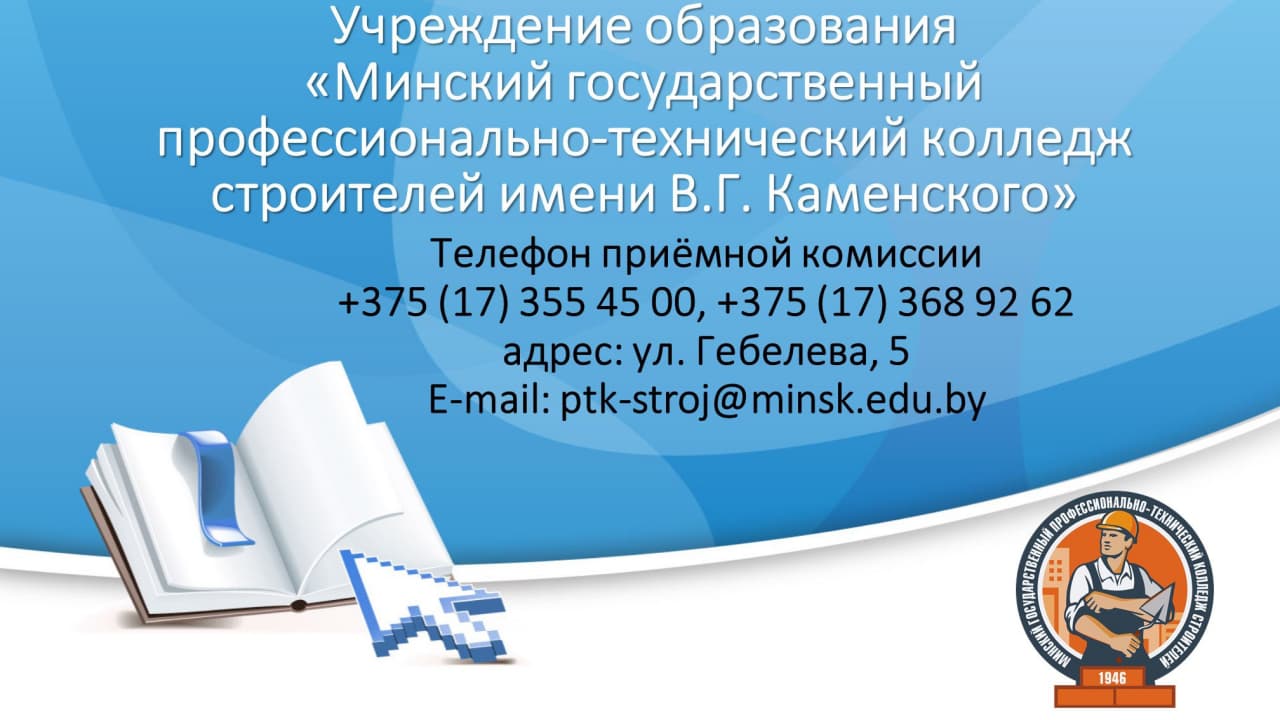 Учреждение образования
«Минский государственный
профессионально-технический колледж
строителей имени В.Г. Каменского»
Телефон приёмной комиссии
+375 (17) 355 45 00, +375 (17) 368 92 62
адрес: ул. Гебелева, 5
E-mail: ptk-stroj@minsk.edu.by
МИНСКИЙ ГОСУДАРСТВЕННЫЙ ПРОФЕССИОНАЛЬНО-ТЕХНИЧЕСКИЙ КОЛЛЕДЖ СТРОИТЕЛЕЙ
1946